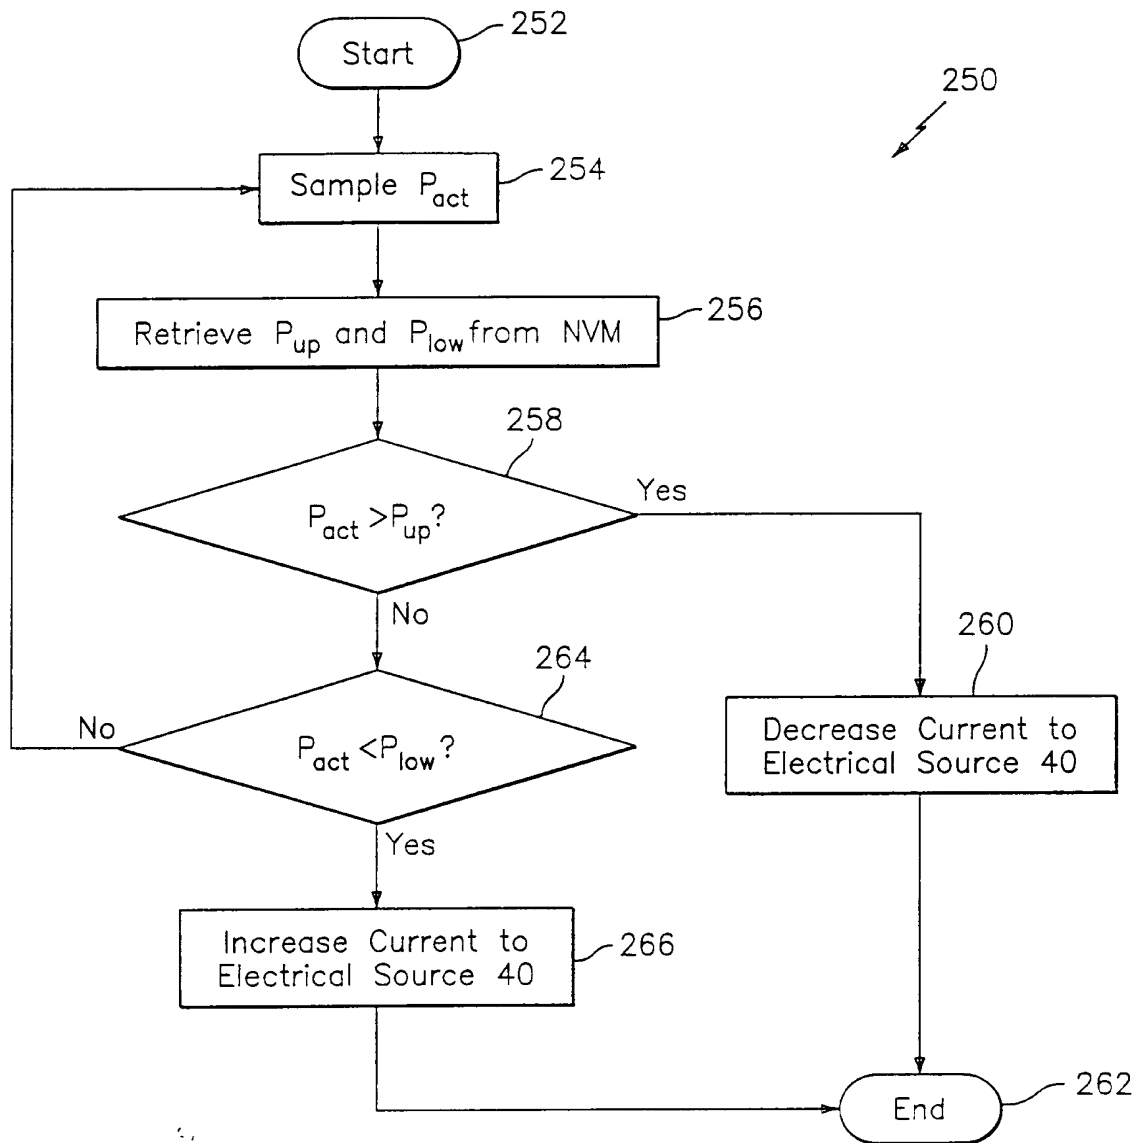 252
Start
250
254
Sample P_act
256
Retrieve P_up and P_low from NVM
258
P_act > P_up?
Yes
No
264
260
P_act < P_low?
No
Decrease Current to
Electrical Source 40
Yes
Increase Current to
Electrical Source 40
266
End
262